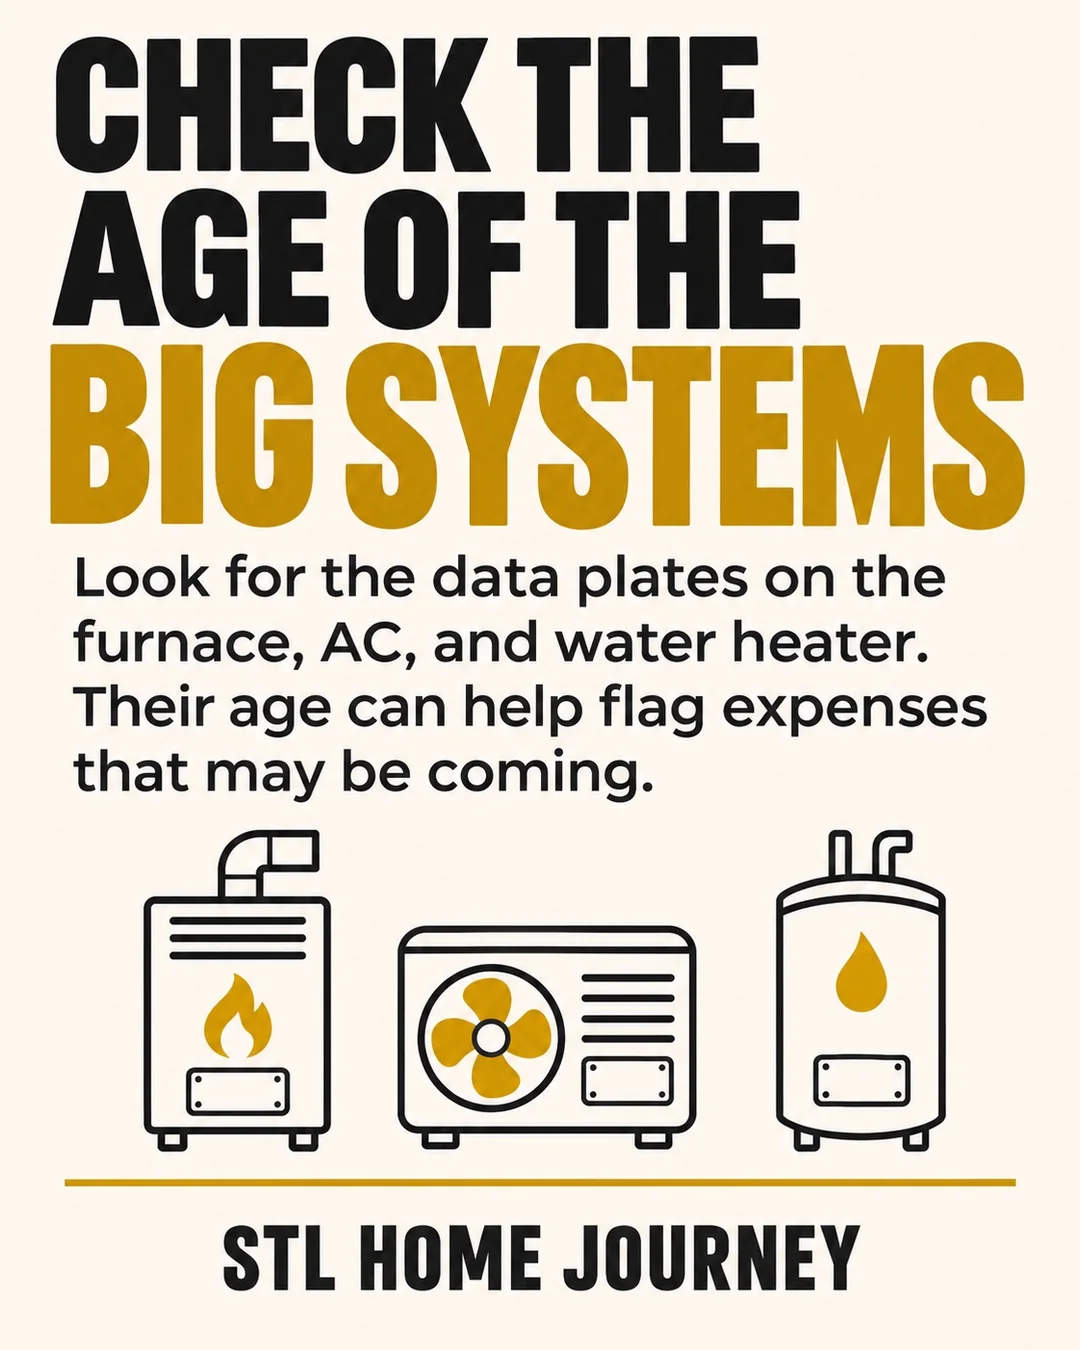 CHECK THE
AGE OF THE
BIG SYSTEMS
Look for the data plates on the
furnace, AC, and water heater.
Their age can help flag expenses
that may be coming.
STL HOME JOURNEY